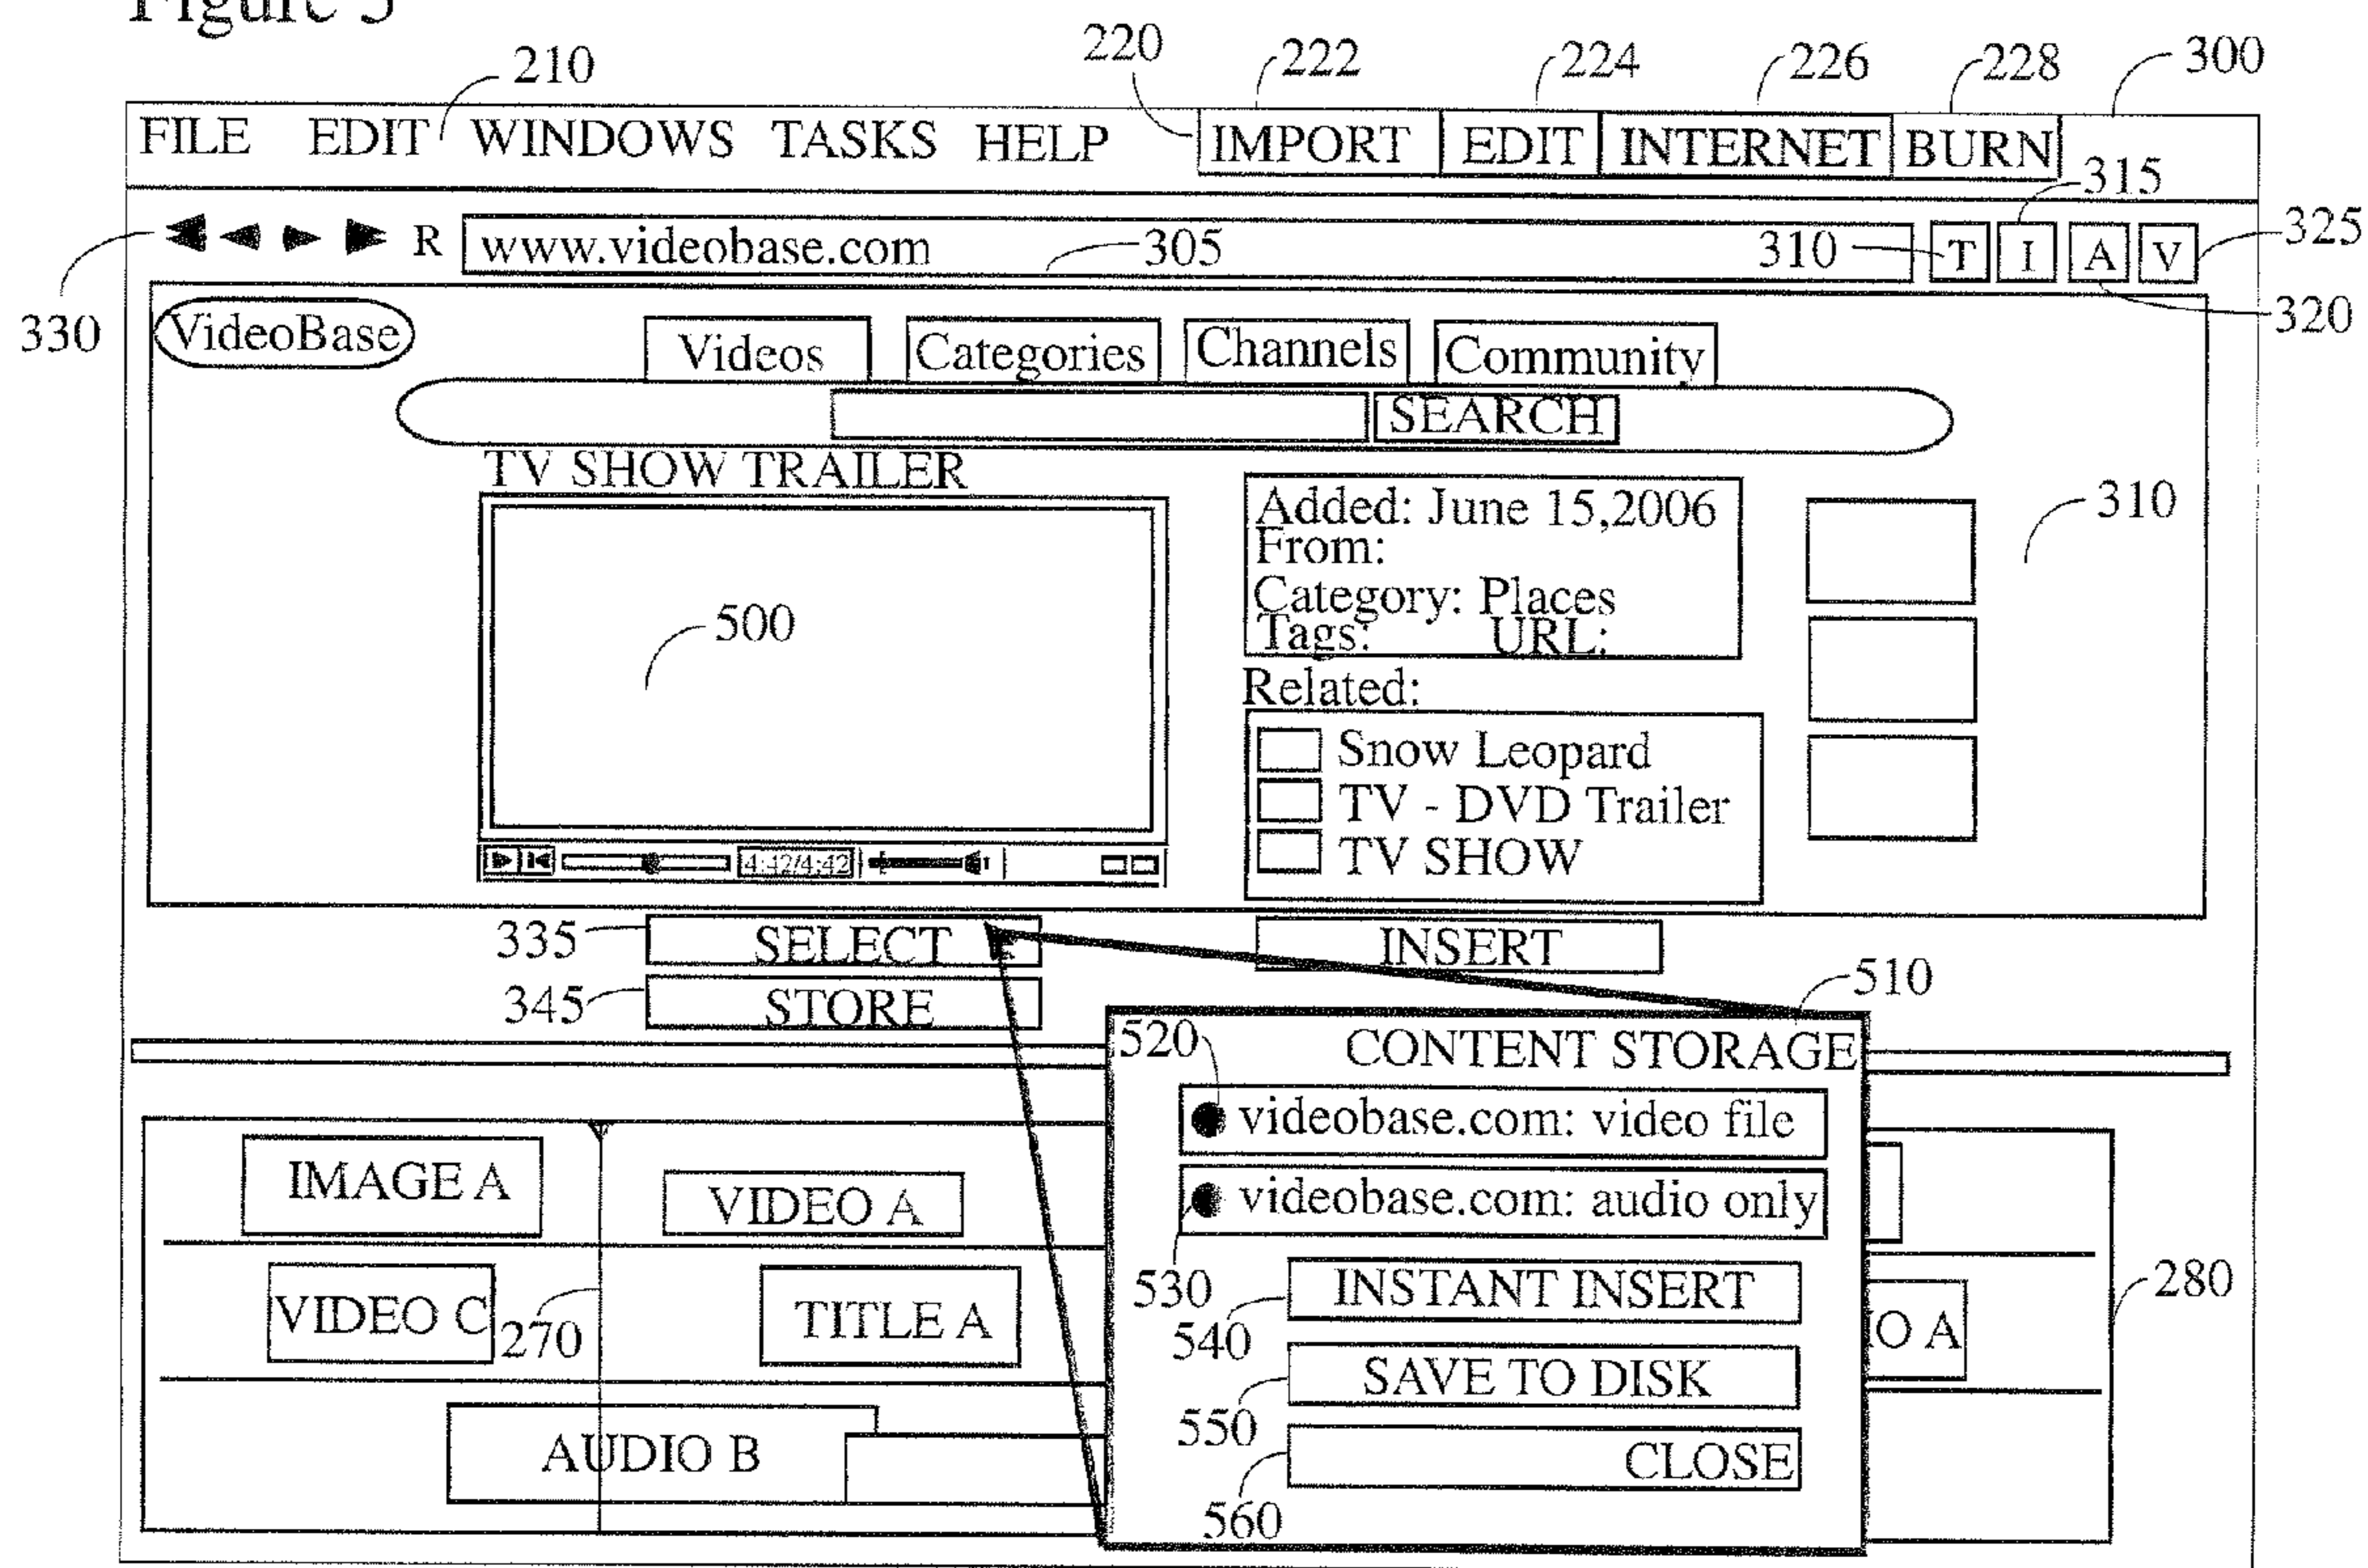 Figure 5
210 220 222 224 226 228 300
FILE EDIT WINDOWS TASKS HELP IMPORT EDIT INTERNET BURN
315
330 R www.videobase.com 305 310 T I A V 325
320
VideoBase Videos Categories Channels Community
SEARCH
TV SHOW TRAILER
Added: June 15,2006
From:
Category: Places
Tags: URL:
310
500
Related:
Snow Leopard
TV - DVD Trailer
TV SHOW
4:42/4:42
335 SELECT INSERT
345 STORE
510
520 CONTENT STORAGE
videobase.com: video file
videobase.com: audio only
530
INSTANT INSERT
540
SAVE TO DISK
550
CLOSE
560
IMAGE A VIDEO A
VIDEO C 270 TITLE A O A 280
AUDIO B